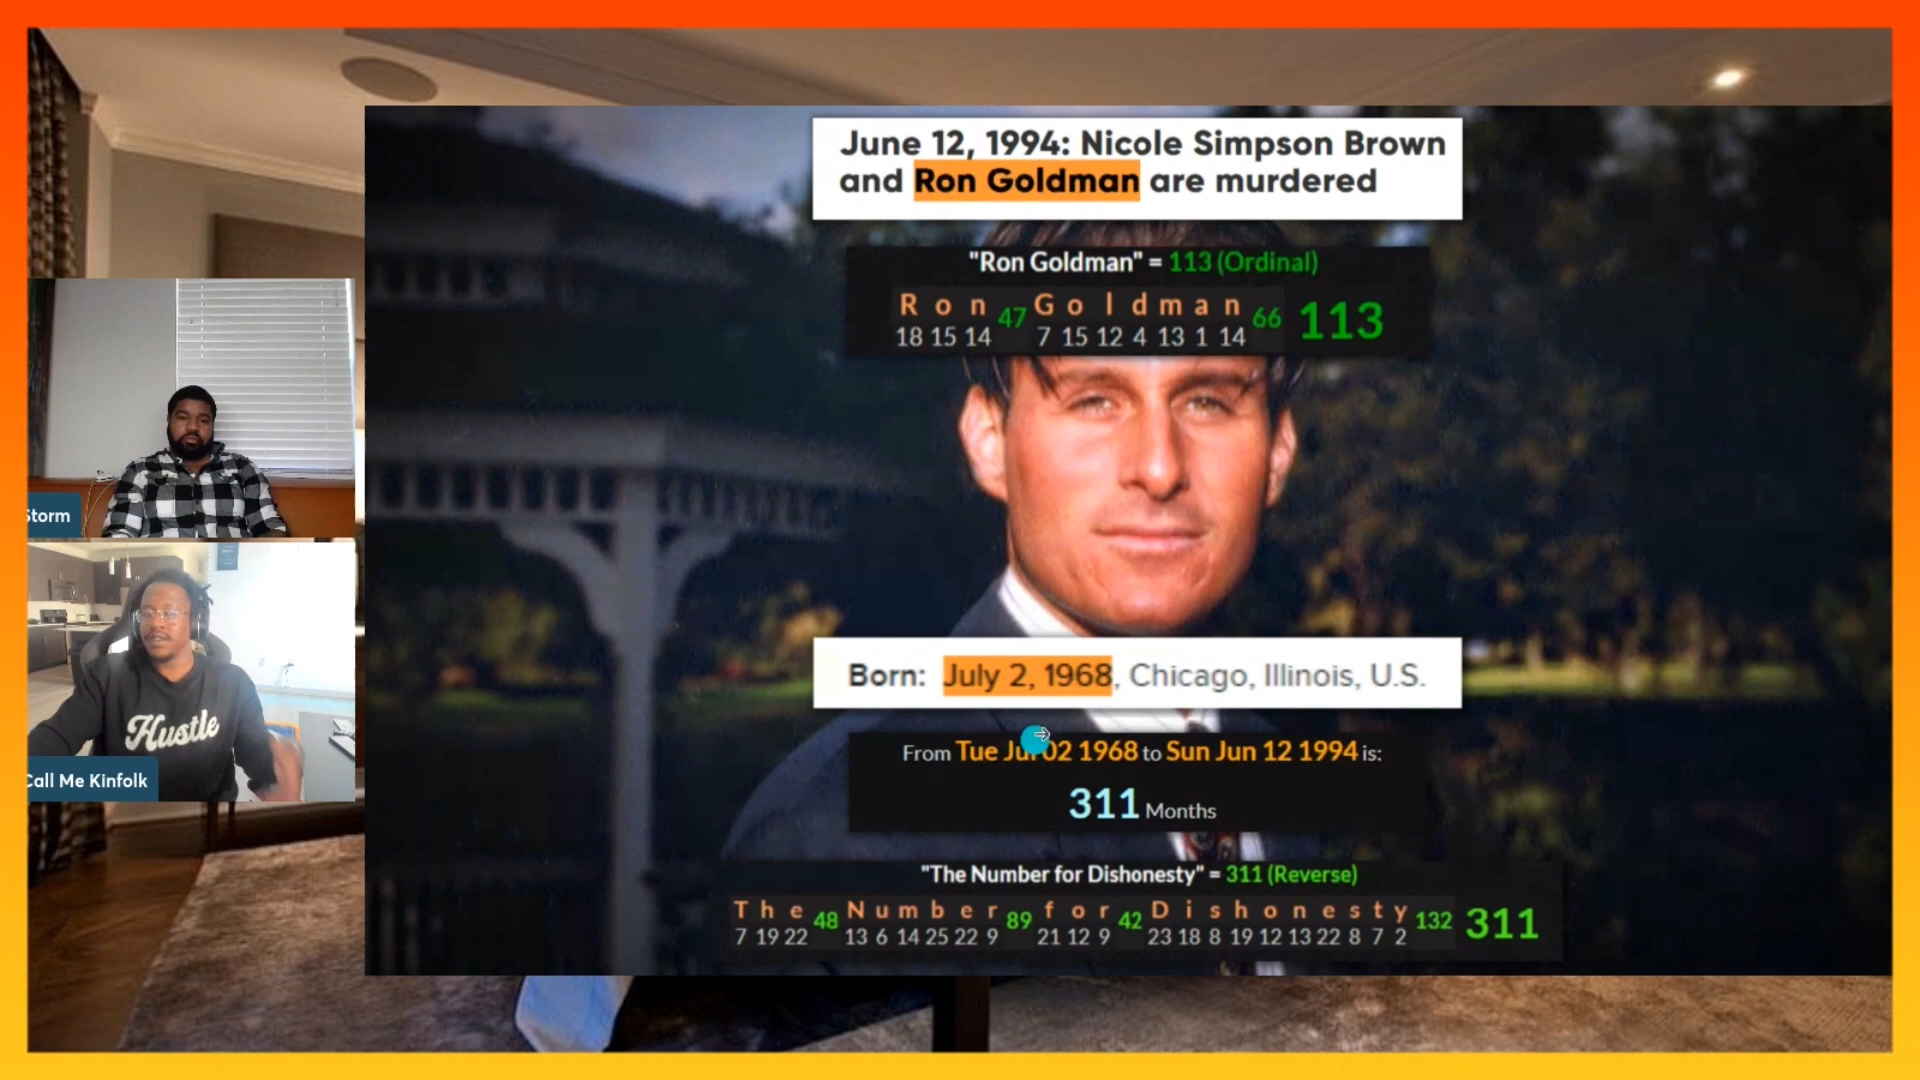 June 12, 1994: Nicole Simpson Brown
and Ron Goldman are murdered
"Ron Goldman" = 113 (Ordinal)
R o n 47 G o l d m a n 66 113
18 15 14 7 15 12 4 13 1 14
Born: July 2, 1968, Chicago, Illinois, U.S.
From Tue Jul 02 1968 to Sun Jun 12 1994 is:
311 Months
"The Number for Dishonesty" = 311 (Reverse)
T h e 48 N u m b e r 89 f o r 42 D i s h o n e s t y 132 311
7 19 22 13 6 14 25 22 9 21 12 9 23 18 8 19 12 13 22 8 7 2
Storm
Hustle
Call Me Kinfolk